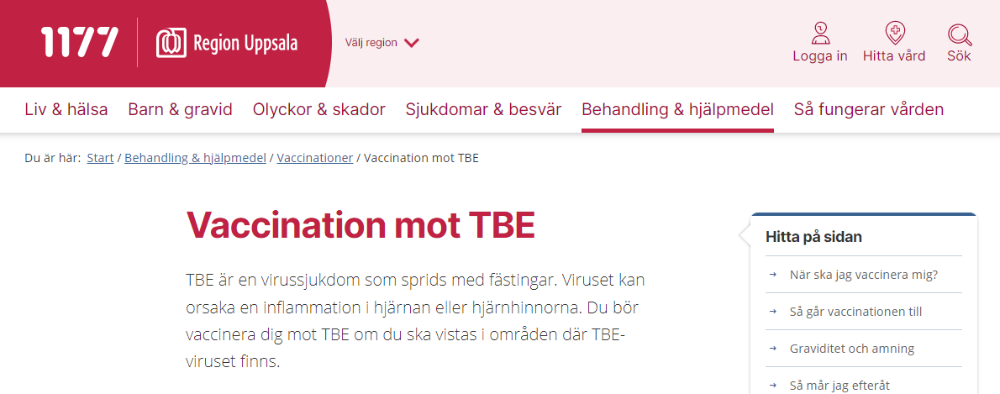 1177
Region Uppsala
Välj region
Logga in
Hitta vård
Sök
Liv & hälsa
Barn & gravid
Olyckor & skador
Sjukdomar & besvär
Behandling & hjälpmedel
Så fungerar vården
Du är här: Start / Behandling & hjälpmedel / Vaccinationer / Vaccination mot TBE
Vaccination mot TBE
TBE är en virussjukdom som sprids med fästingar. Viruset kan
orsaka en inflammation i hjärnan eller hjärnhinnorna. Du bör
vaccinera dig mot TBE om du ska vistas i områden där TBE-
viruset finns.
Hitta på sidan
När ska jag vaccinera mig?
Så går vaccinationen till
Graviditet och amning
Så mår jag efteråt